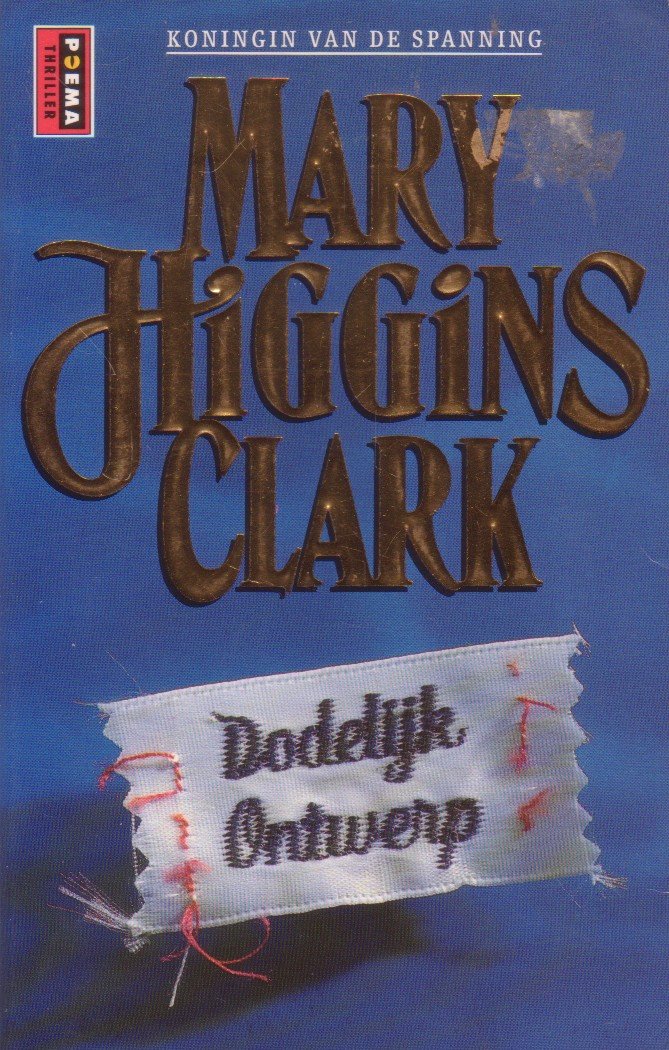 KONINGIN VAN DE SPANNING
POEMA
THRILLER
MARY
HIGGiNS
CLARK
Dodelijk
Ontwerp